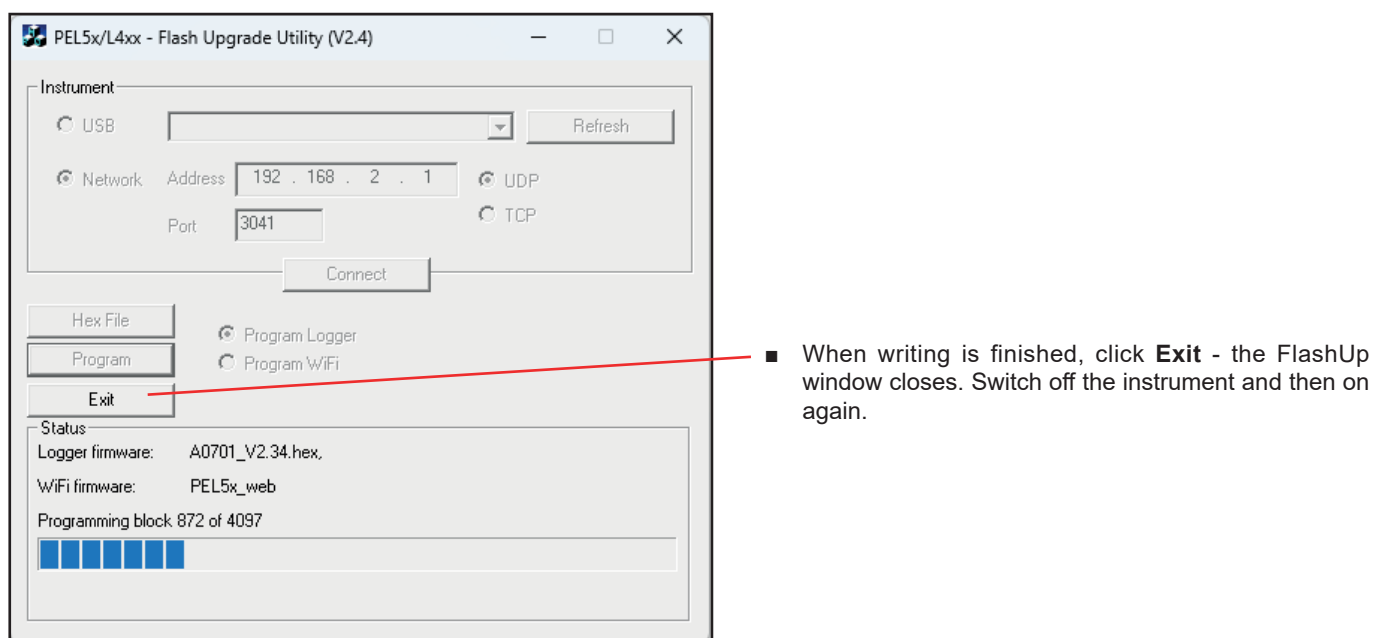 PEL5x/L4xx - Flash Upgrade Utility (V2.4)
Instrument
USB
Refresh
Network Address 192 . 168 . 2 . 1 UDP
Port 3041 TCP
Connect
Hex File
Program Logger
Program
Program WiFi
Exit
■ When writing is finished, click Exit - the FlashUp
window closes. Switch off the instrument and then on
again.
Status
Logger firmware: A0701_V2.34.hex,
WiFi firmware: PEL5x_web
Programming block 872 of 4097